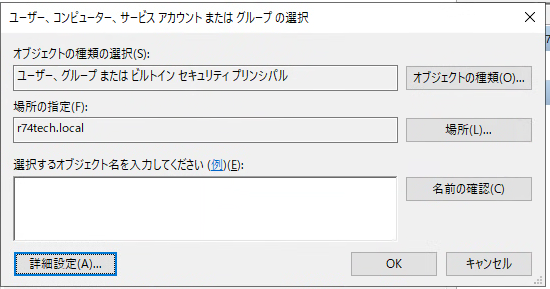 ユーザー、コンピューター、サービス アカウント または グループ の選択
オブジェクトの種類の選択(S):
ユーザー、グループ または ビルトイン セキュリティ プリンシパル
オブジェクトの種類(O)...
場所の指定(F):
r74tech.local
場所(L)...
選択するオブジェクト名を入力してください (例)(E):
名前の確認(C)
詳細設定(A)...
OK
キャンセル